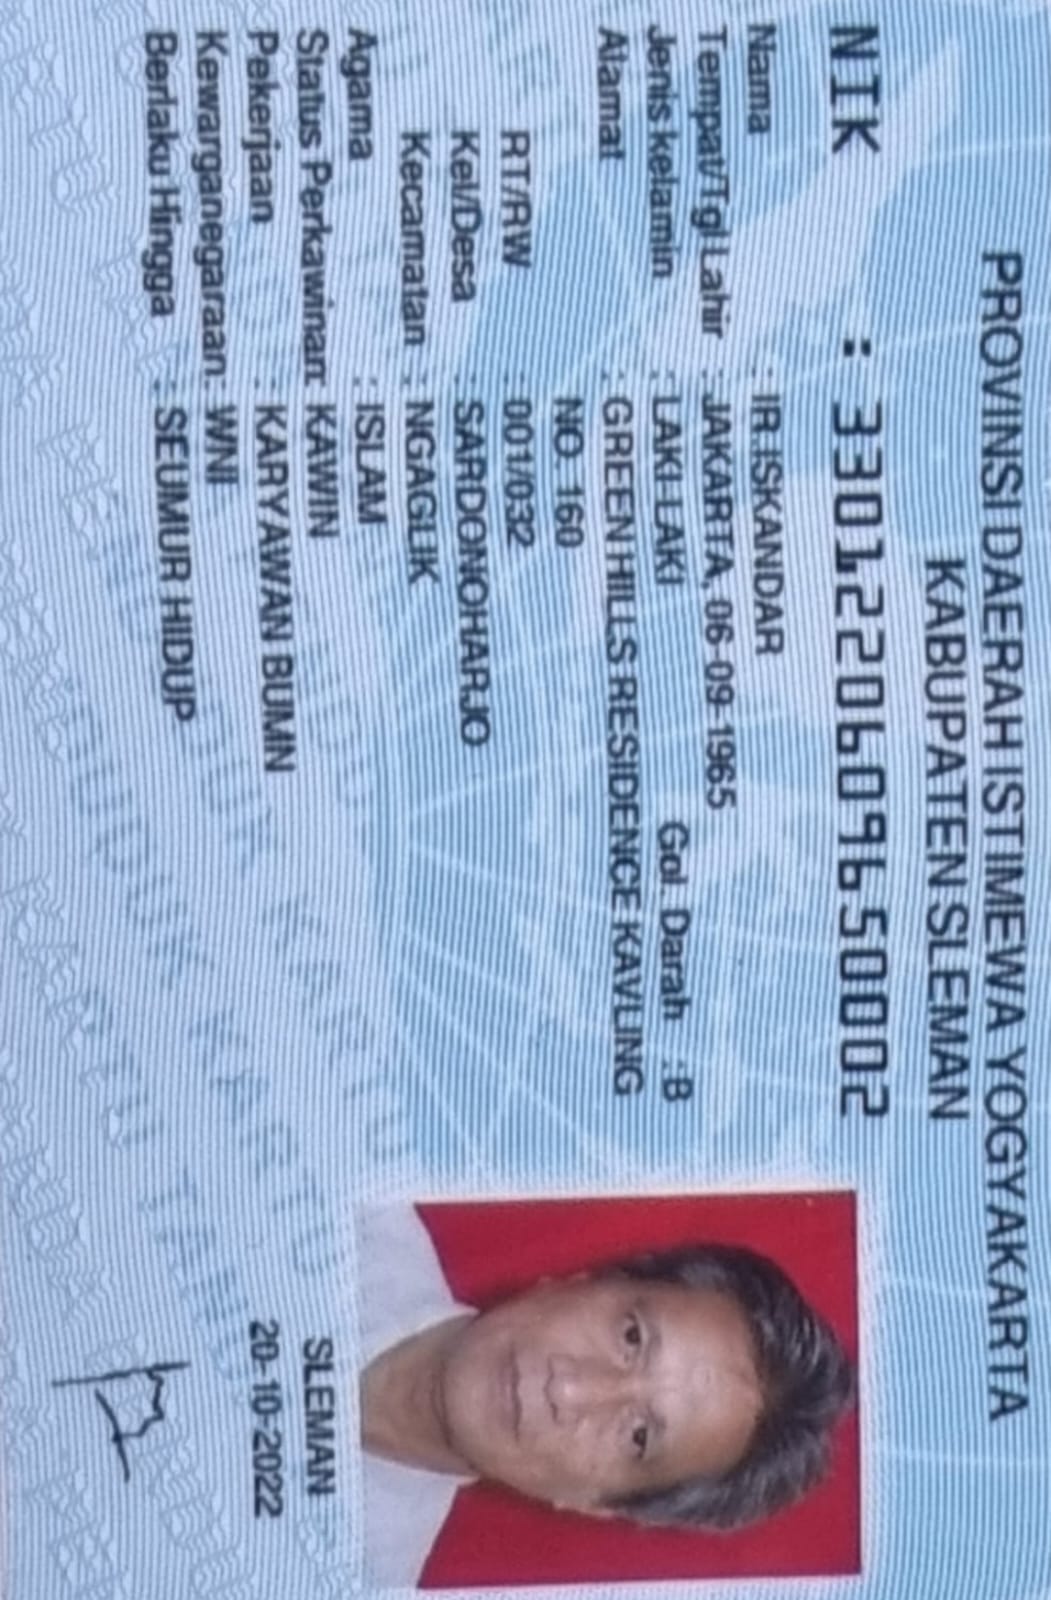 PROVINSI DAERAH ISTIMEWA YOGYAKARTA
KABUPATEN SLEMAN
NIK : 3301220609650002
Nama : IR.ISKANDAR
Tempat/Tgl Lahir : JAKARTA, 06-09-1965
Jenis kelamin : LAKI-LAKI Gol. Darah : B
Alamat : GREEN HILLS RESIDENCE KAVLING
NO. 160
RT/RW : 001/032
Kel/Desa : SARDONOHARJO
Kecamatan : NGAGLIK
Agama : ISLAM
Status Perkawinan: KAWIN
Pekerjaan : KARYAWAN BUMN
Kewarganegaraan: WNI
Berlaku Hingga : SEUMUR HIDUP
SLEMAN
20-10-2022